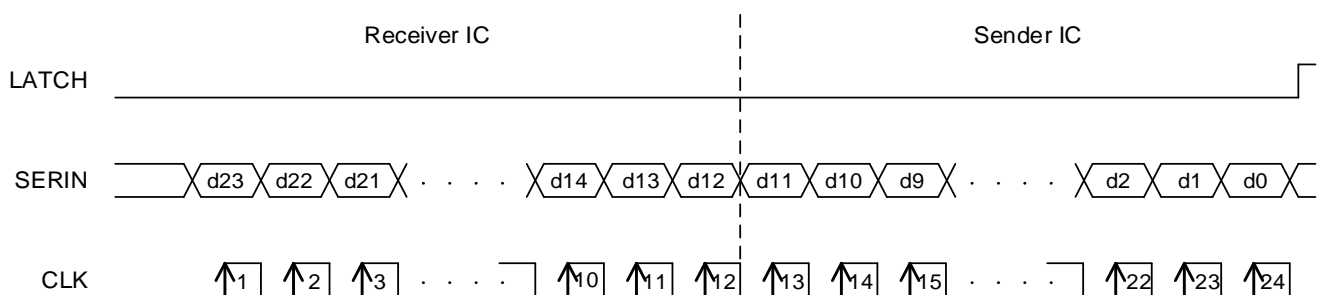 Receiver IC Sender IC
LATCH
SERIN d23 d22 d21 . . . . d14 d13 d12 d11 d10 d9 . . . . d2 d1 d0
CLK 1 2 3 . . . . 10 11 12 13 14 15 . . . . 22 23 24